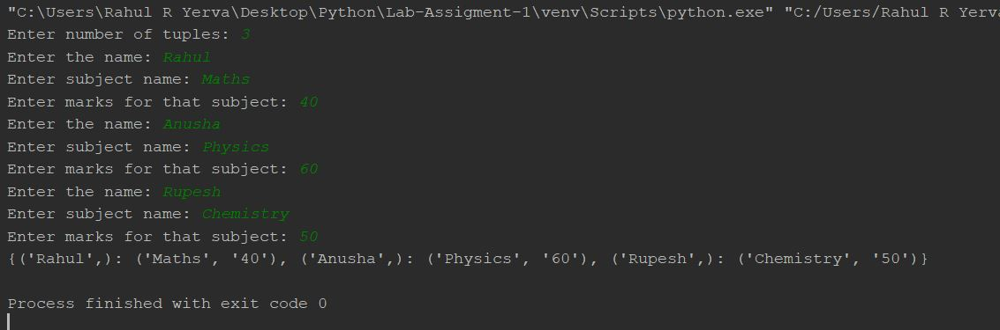 "C:\Users\Rahul R Yerva\Desktop\Python\Lab-Assigment-1\venv\Scripts\python.exe" "C:/Users/Rahul R Yerva
Enter number of tuples: 3
Enter the name: Rahul
Enter subject name: Maths
Enter marks for that subject: 40
Enter the name: Anusha
Enter subject name: Physics
Enter marks for that subject: 60
Enter the name: Rupesh
Enter subject name: Chemistry
Enter marks for that subject: 50
{('Rahul',): ('Maths', '40'), ('Anusha',): ('Physics', '60'), ('Rupesh',): ('Chemistry', '50')}
Process finished with exit code 0